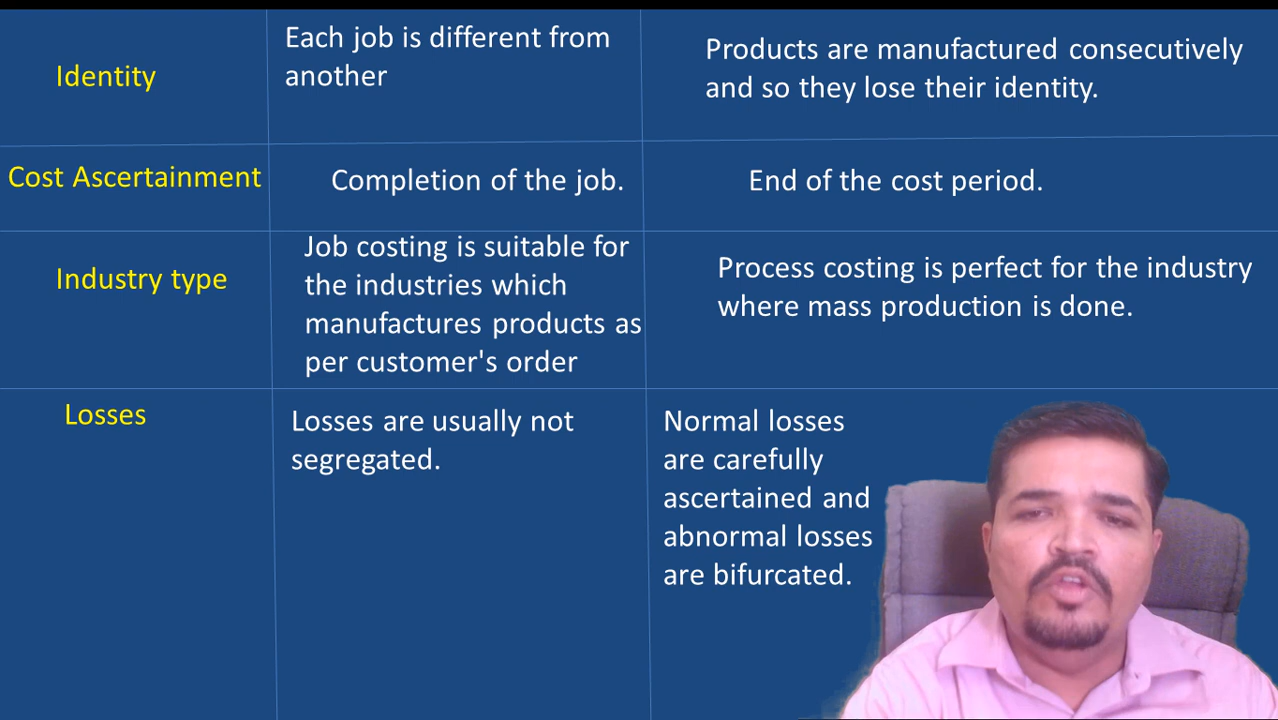 Identity
Each job is different from
another
Products are manufactured consecutively
and so they lose their identity.
Cost Ascertainment
Completion of the job.
End of the cost period.
Industry type
Job costing is suitable for
the industries which
manufactures products as
per customer's order
Process costing is perfect for the industry
where mass production is done.
Losses
Losses are usually not
segregated.
Normal losses
are carefully
ascertained and
abnormal losses
are bifurcated.